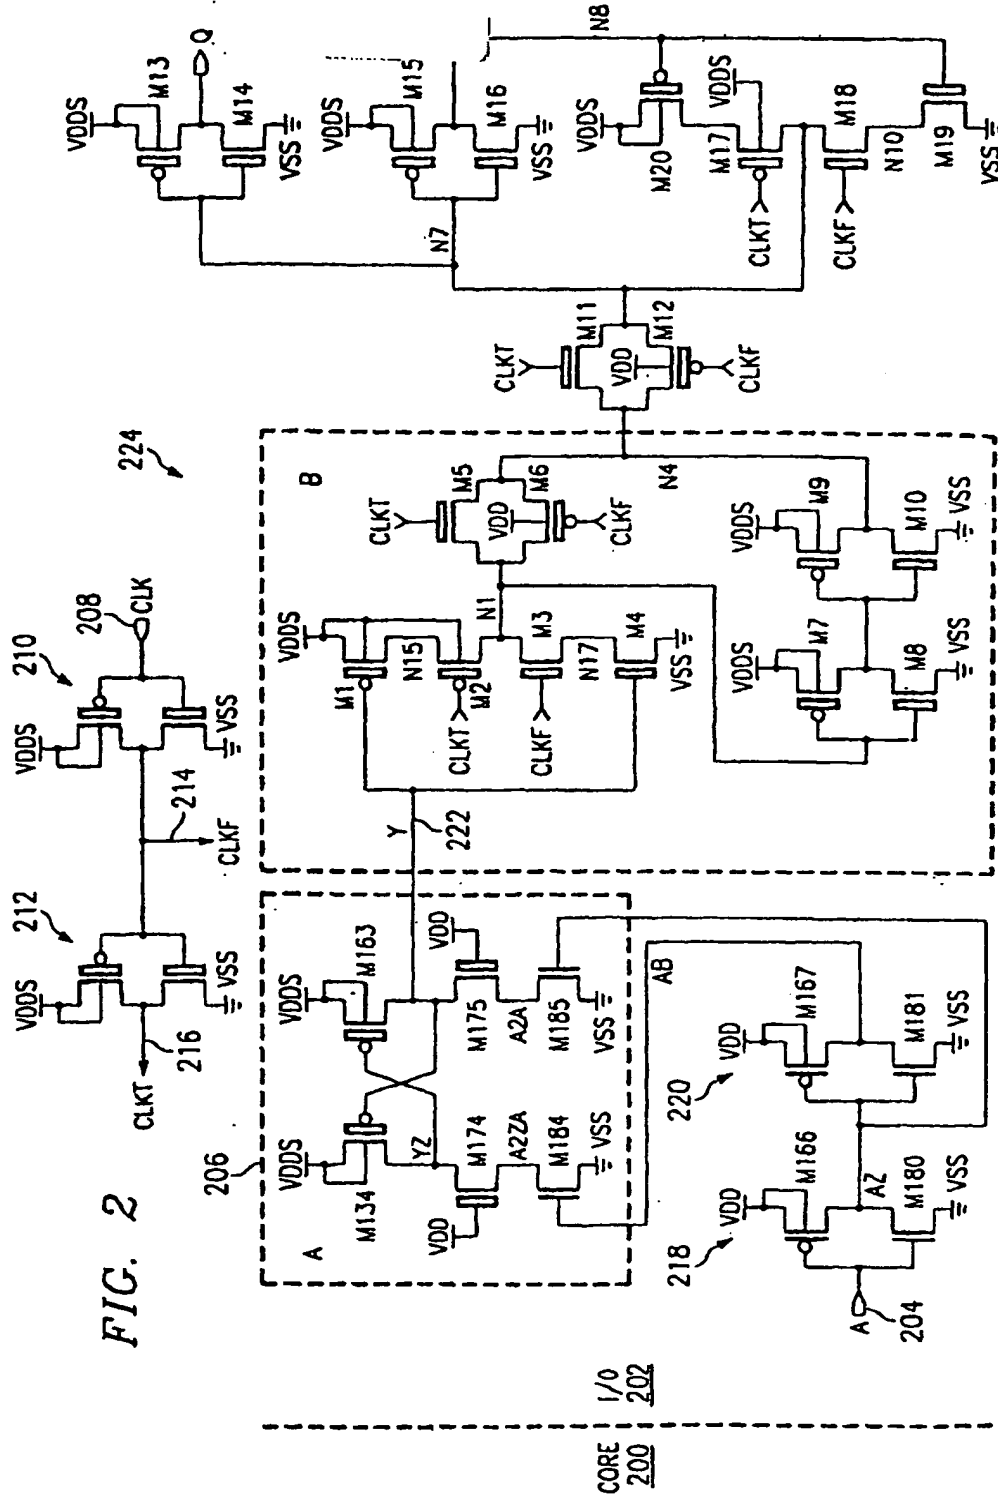 FIG. 2
CORE
200
I/O
202
CLKT
216
VDDS
212
VSS
CLKF
214
VDDS
210
VSS
208
CLK
224
206
A
VDDS
M134
YZ
VDD
M174
A2ZA
M184
VSS
VDDS
M163
VDD
M175
A2A
M185
VSS
Y
222
A
204
218
VDD
M166
AZ
M180
VSS
220
VDD
M167
M181
VSS
AB
B
VDDS
M1
N15
CLKT
M2
N1
CLKF
M3
N17
M4
VSS
CLKT
M5
VDD
M6
CLKF
N4
VDDS
M7
M8
VSS
VDDS
M9
M10
VSS
CLKT
M11
VDD
M12
CLKF
N7
VDDS
M13
Q
M14
VSS
VDDS
M15
M16
VSS
N8
VDDS
M20
VDDS
M17
CLKT
M18
CLKF
N10
M19
VSS